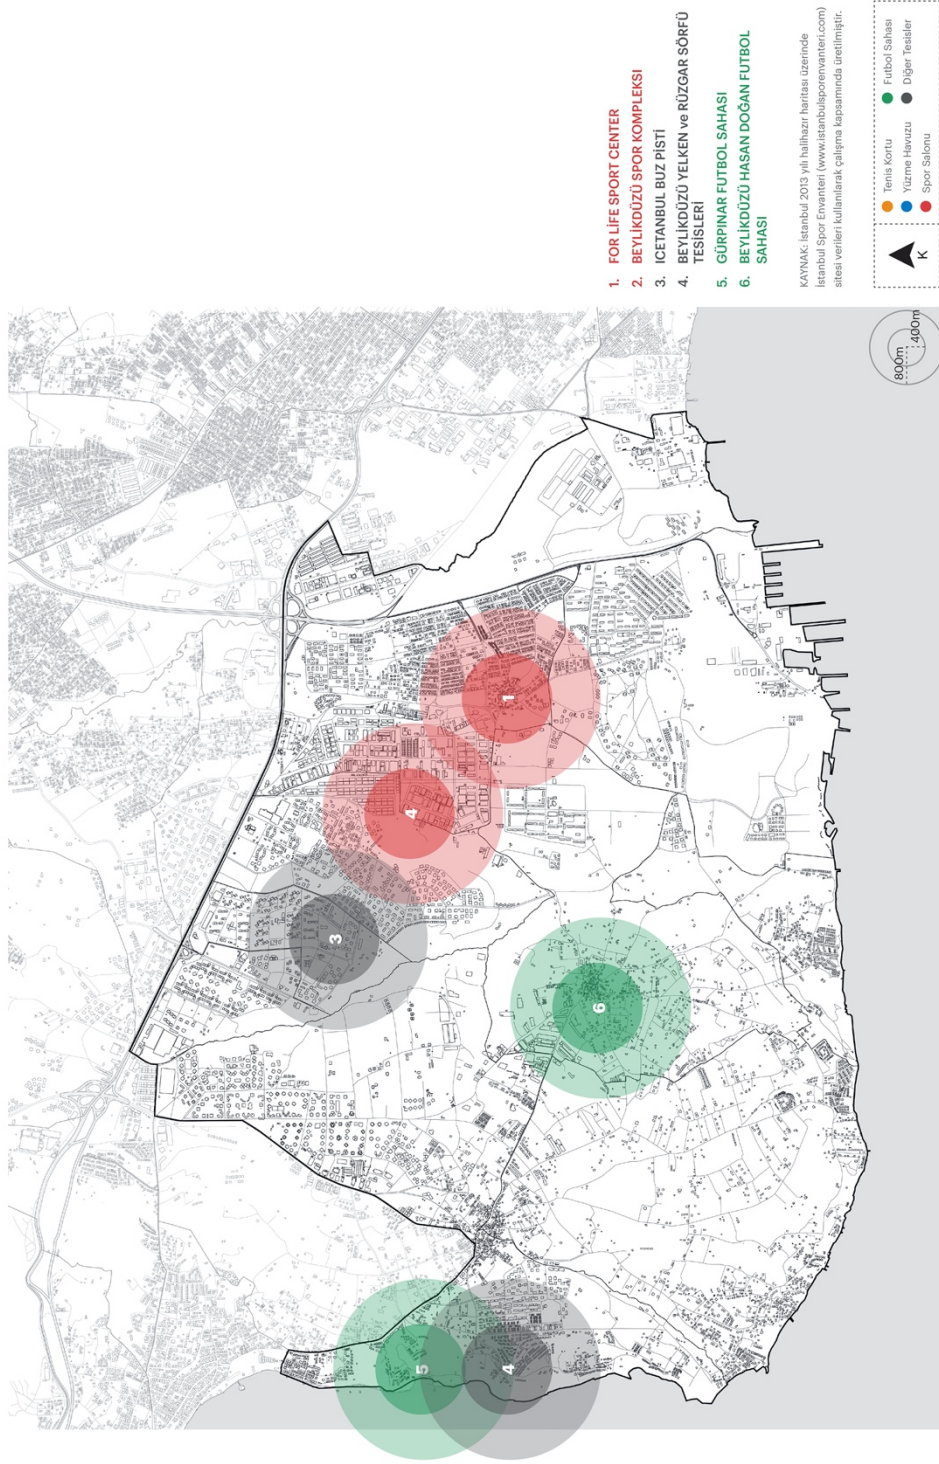 1. FOR LİFE SPORT CENTER
2. BEYLİKDÜZÜ SPOR KOMPLEKSI
3. ICETANBUL BUZ PİSTİ
4. BEYLİKDÜZÜ YELKEN ve RÜZGAR SÖRFÜ
TESİSLERİ
5. GÜRPINAR FUTBOL SAHASI
6. BEYLİKDÜZÜ HASAN DOĞAN FUTBOL
SAHASI
KAYNAK: İstanbul 2013 yılı halihazır haritası üzerinde
İstanbul Spor Envanteri (www.istanbulsporenvanteri.com)
sitesi verileri kullanılarak çalışma kapsamında üretilmiştir.
K
Tenis Kortu
Yüzme Havuzu
Spor Salonu
Futbol Sahası
Diğer Tesisler
800m
400m
5
4
3
4
6
1